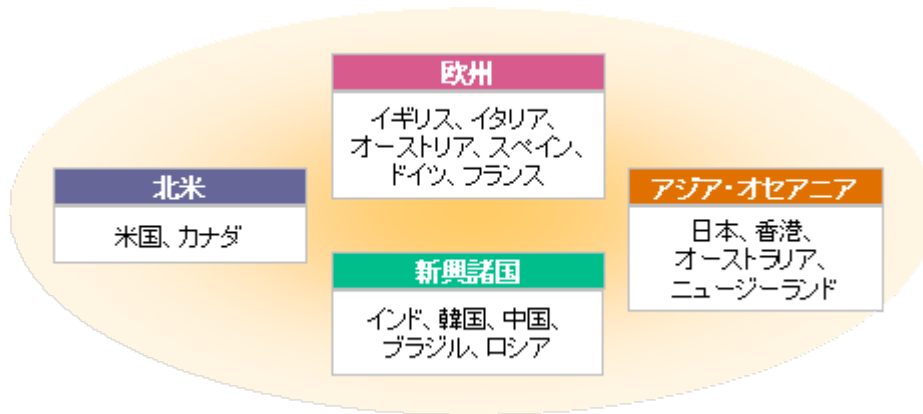 欧州
イギリス、イタリア、
オーストリア、スペイン、
ドイツ、フランス
北米
米国、カナダ
アジア・オセアニア
日本、香港、
オーストラリア、
ニュージーランド
新興諸国
インド、韓国、中国、
ブラジル、ロシア